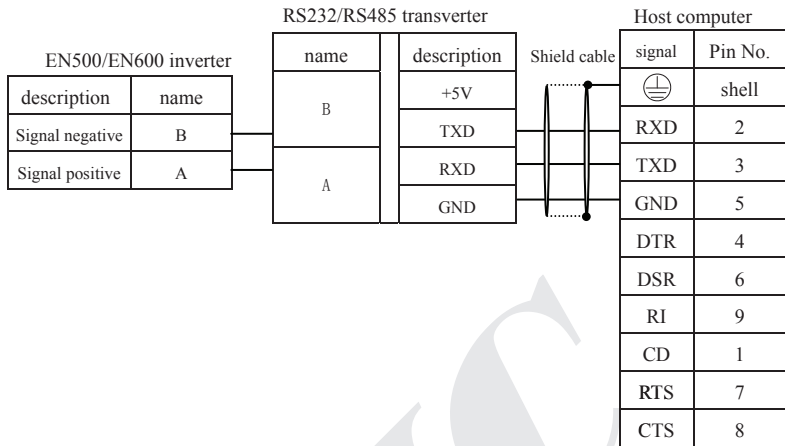 RS232/RS485 transverter
Host computer
EN500/EN600 inverter
name description
Shield cable
signal Pin No.
description name
B
+5V
shell
Signal negative B
TXD
RXD 2
Signal positive A
A
RXD
TXD 3
GND
GND 5
DTR 4
DSR 6
RI 9
CD 1
RTS 7
CTS 8